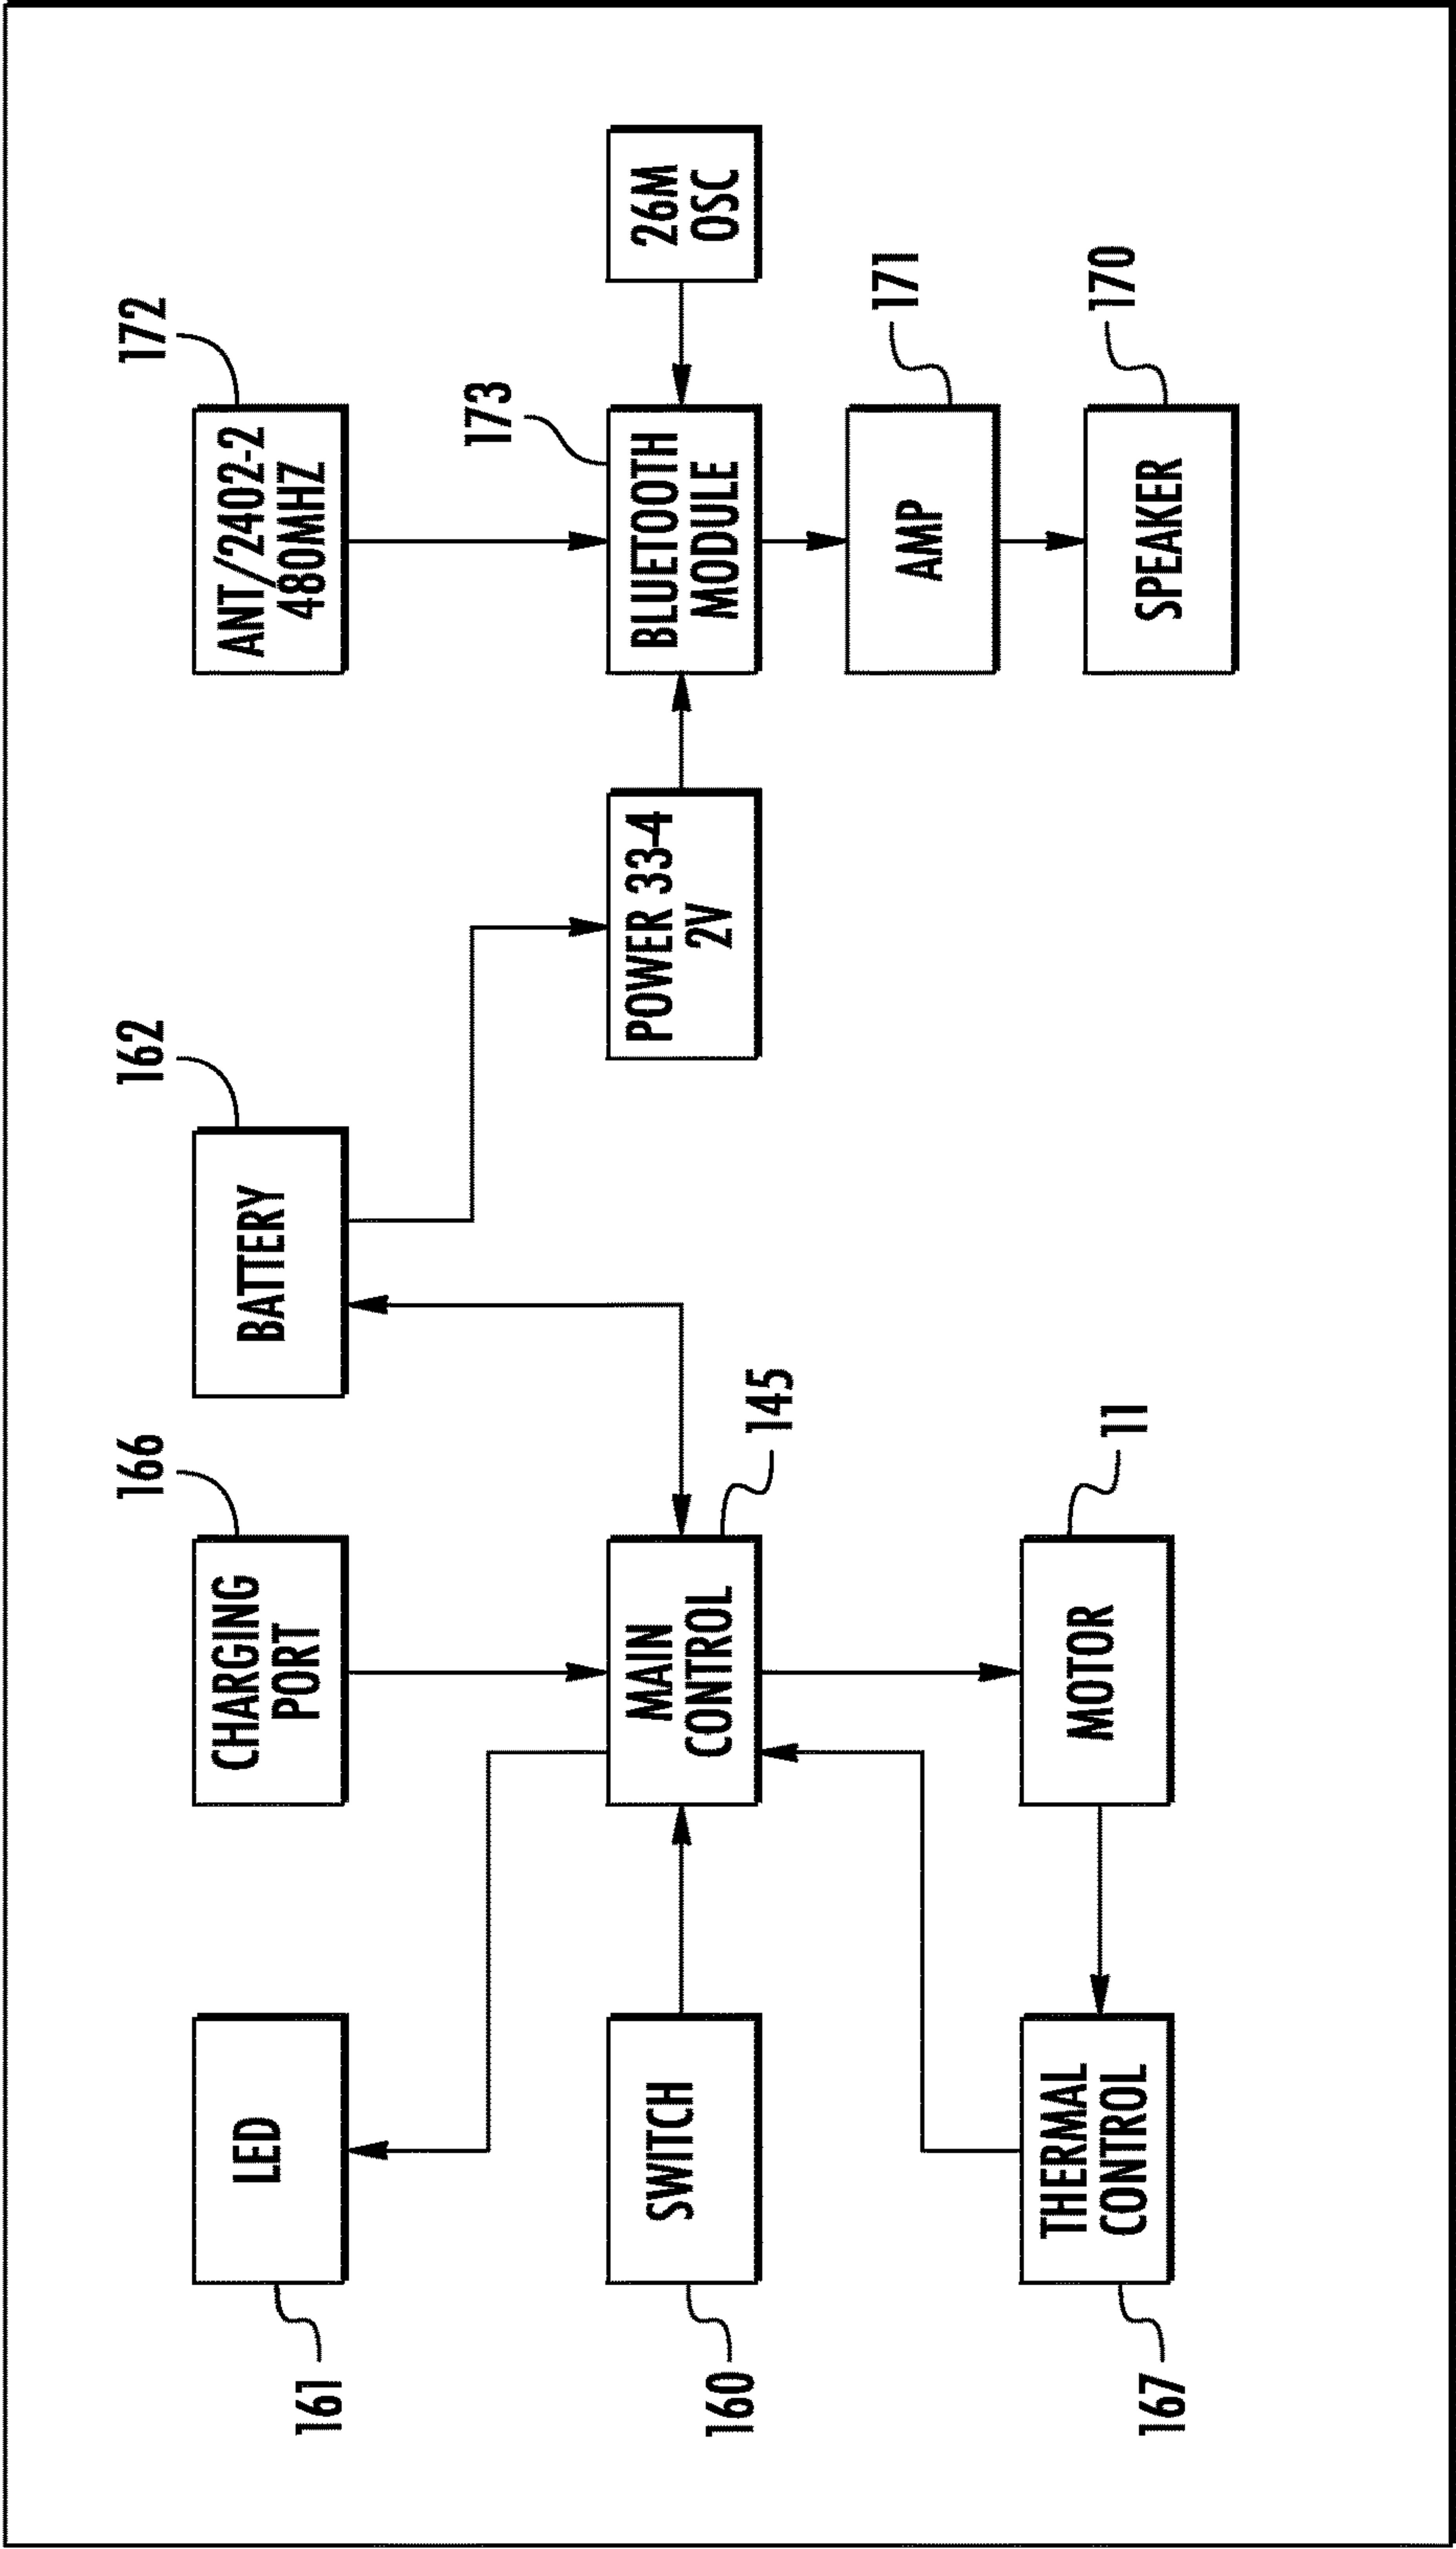 161
LED
166
CHARGING
PORT
162
BATTERY
172
ANT/2402-2
480MHZ
160
SWITCH
MAIN
CONTROL
145
POWER 33-4
2V
173
BLUETOOTH
MODULE
26M
OSC
AMP
171
167
THERMAL
CONTROL
MOTOR
11
SPEAKER
170